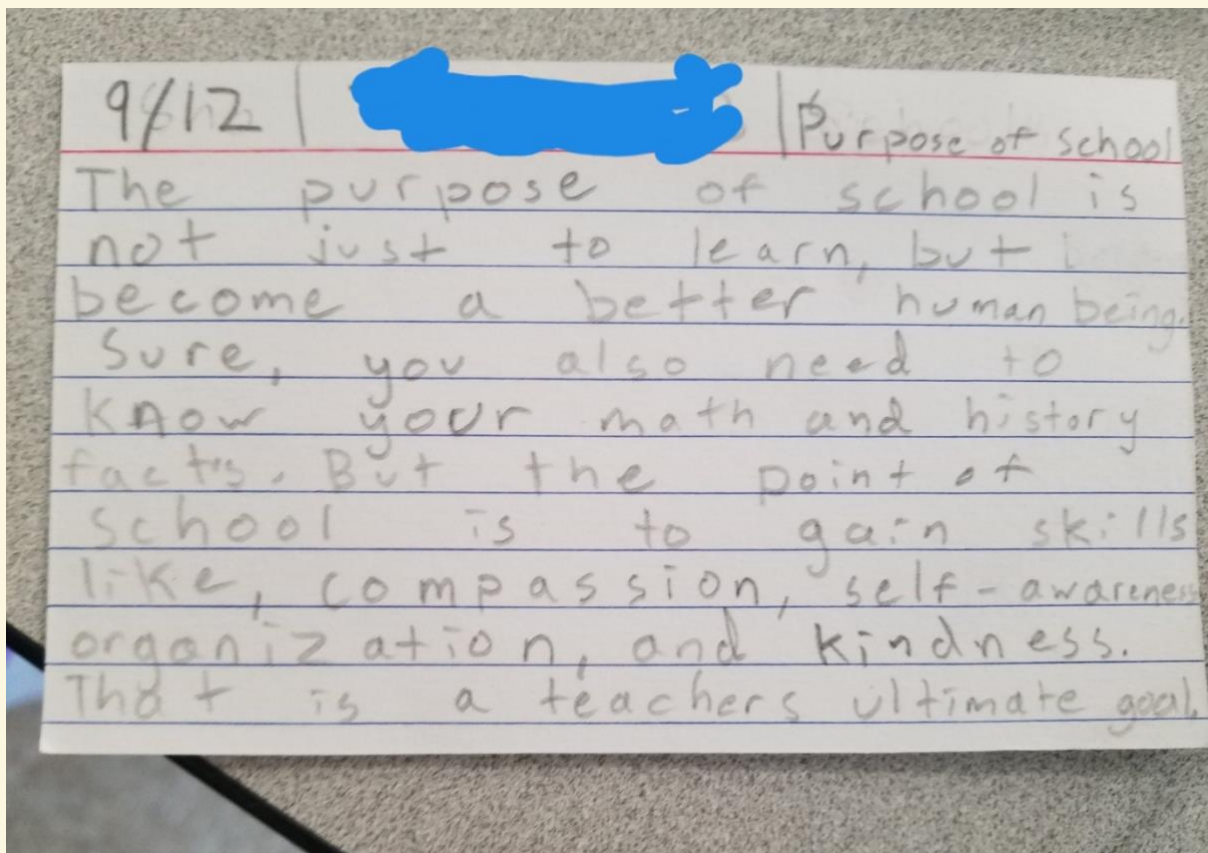 9/12 | | Purpose of school
The purpose of school is
not just to learn, but
become a better human being.
Sure, you also need to
know your math and history
facts. But the point of
school is to gain skills
like, compassion, self-awareness
organization, and kindness.
That is a teachers ultimate goal.